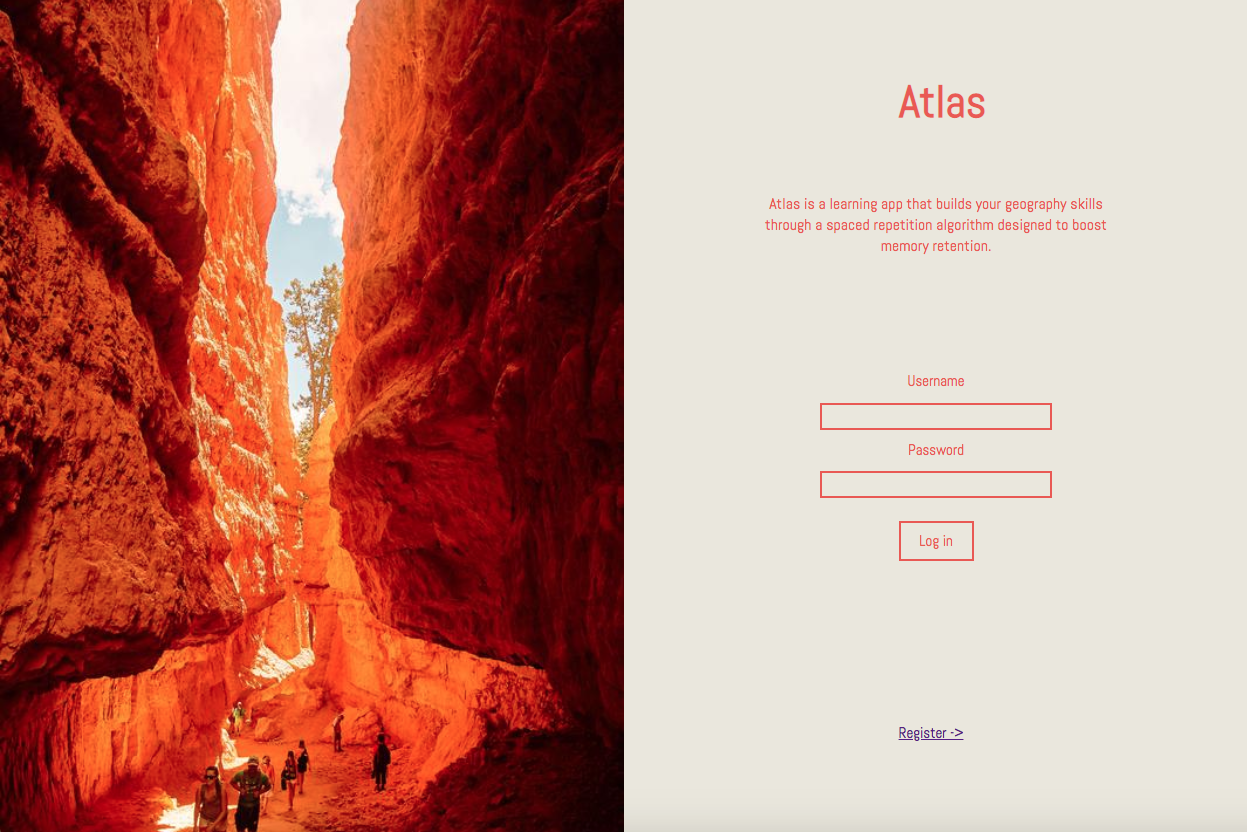 Atlas
Atlas is a learning app that builds your geography skills
through a spaced repetition algorithm designed to boost
memory retention.
Username
Password
Log in
Register ->